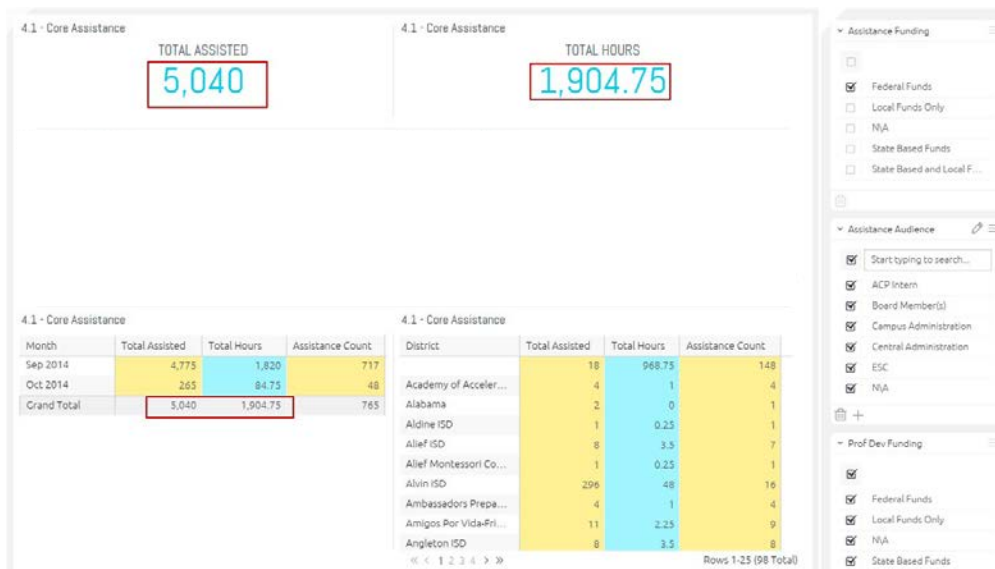 4.1 - Core Assistance
TOTAL ASSISTED
5,040
4.1 - Core Assistance
TOTAL HOURS
1,904.75
4.1 - Core Assistance
Month Total Assisted Total Hours Assistance Count
Sep 2014 4,775 1,820 717
Oct 2014 265 84.75 48
Grand Total 5,040 1,904.75 765
4.1 - Core Assistance
District Total Assisted Total Hours Assistance Count
18 968.75 148
Academy of Acceler... 4 1 4
Alabama 2 0 1
Aldine ISD 1 0.25 1
Alief ISD 8 3.5 7
Alief Montessori Co... 1 0.25 1
Alvin ISD 296 48 16
Ambassadors Prepa... 4 1 4
Amigos Por Vida-Fri... 11 2.25 9
Angleton ISD 8 3.5 8
« < 1 2 3 4 > »
Rows 1-25 (98 Total)
Assistance Funding
Federal Funds
Local Funds Only
N\A
State Based Funds
State Based and Local F...
Assistance Audience
Start typing to search...
ACP Intern
Board Member(s)
Campus Administration
Central Administration
ESC
N\A
Prof Dev Funding
Federal Funds
Local Funds Only
N\A
State Based Funds